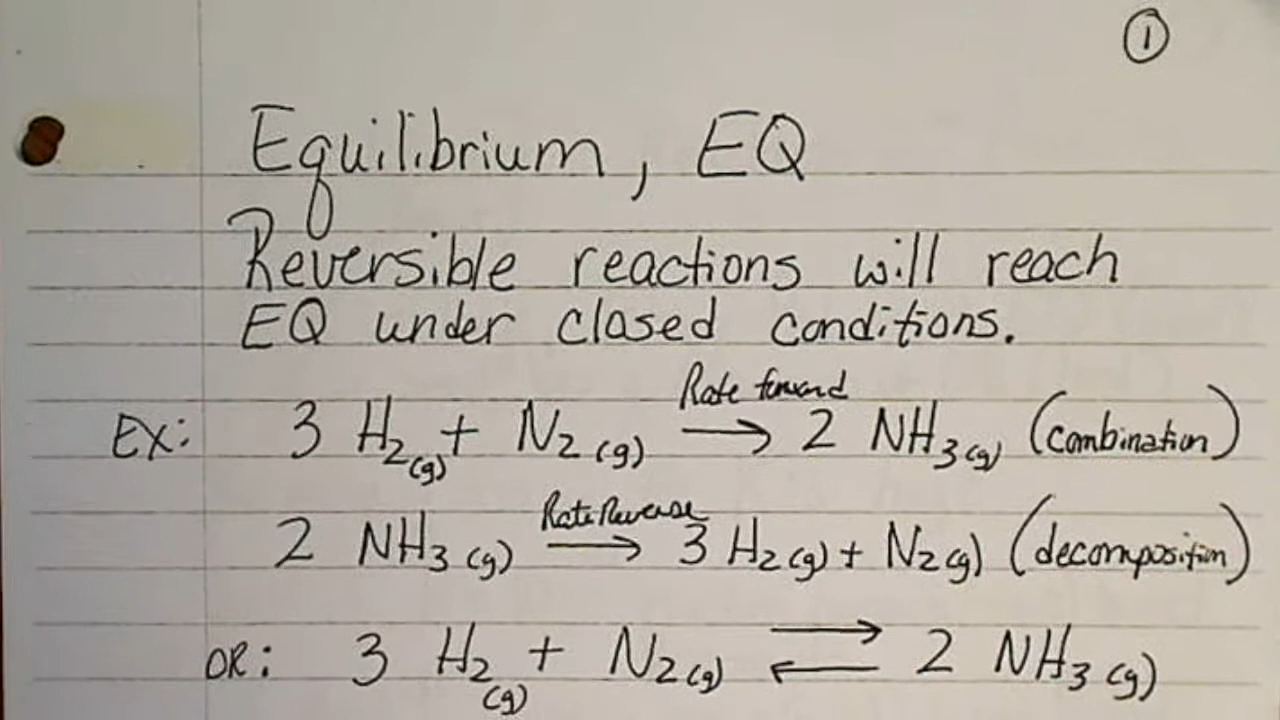 ①
Equilibrium, EQ
Reversible reactions will reach
EQ under closed conditions.
Rate forward
EX: 3 H₂(g) + N₂(g) → 2 NH₃(g) (combination)
Rate Reverse
2 NH₃(g) → 3 H₂(g) + N₂(g) (decomposition)
OR: 3 H₂(g) + N₂(g) ⇄ 2 NH₃(g)